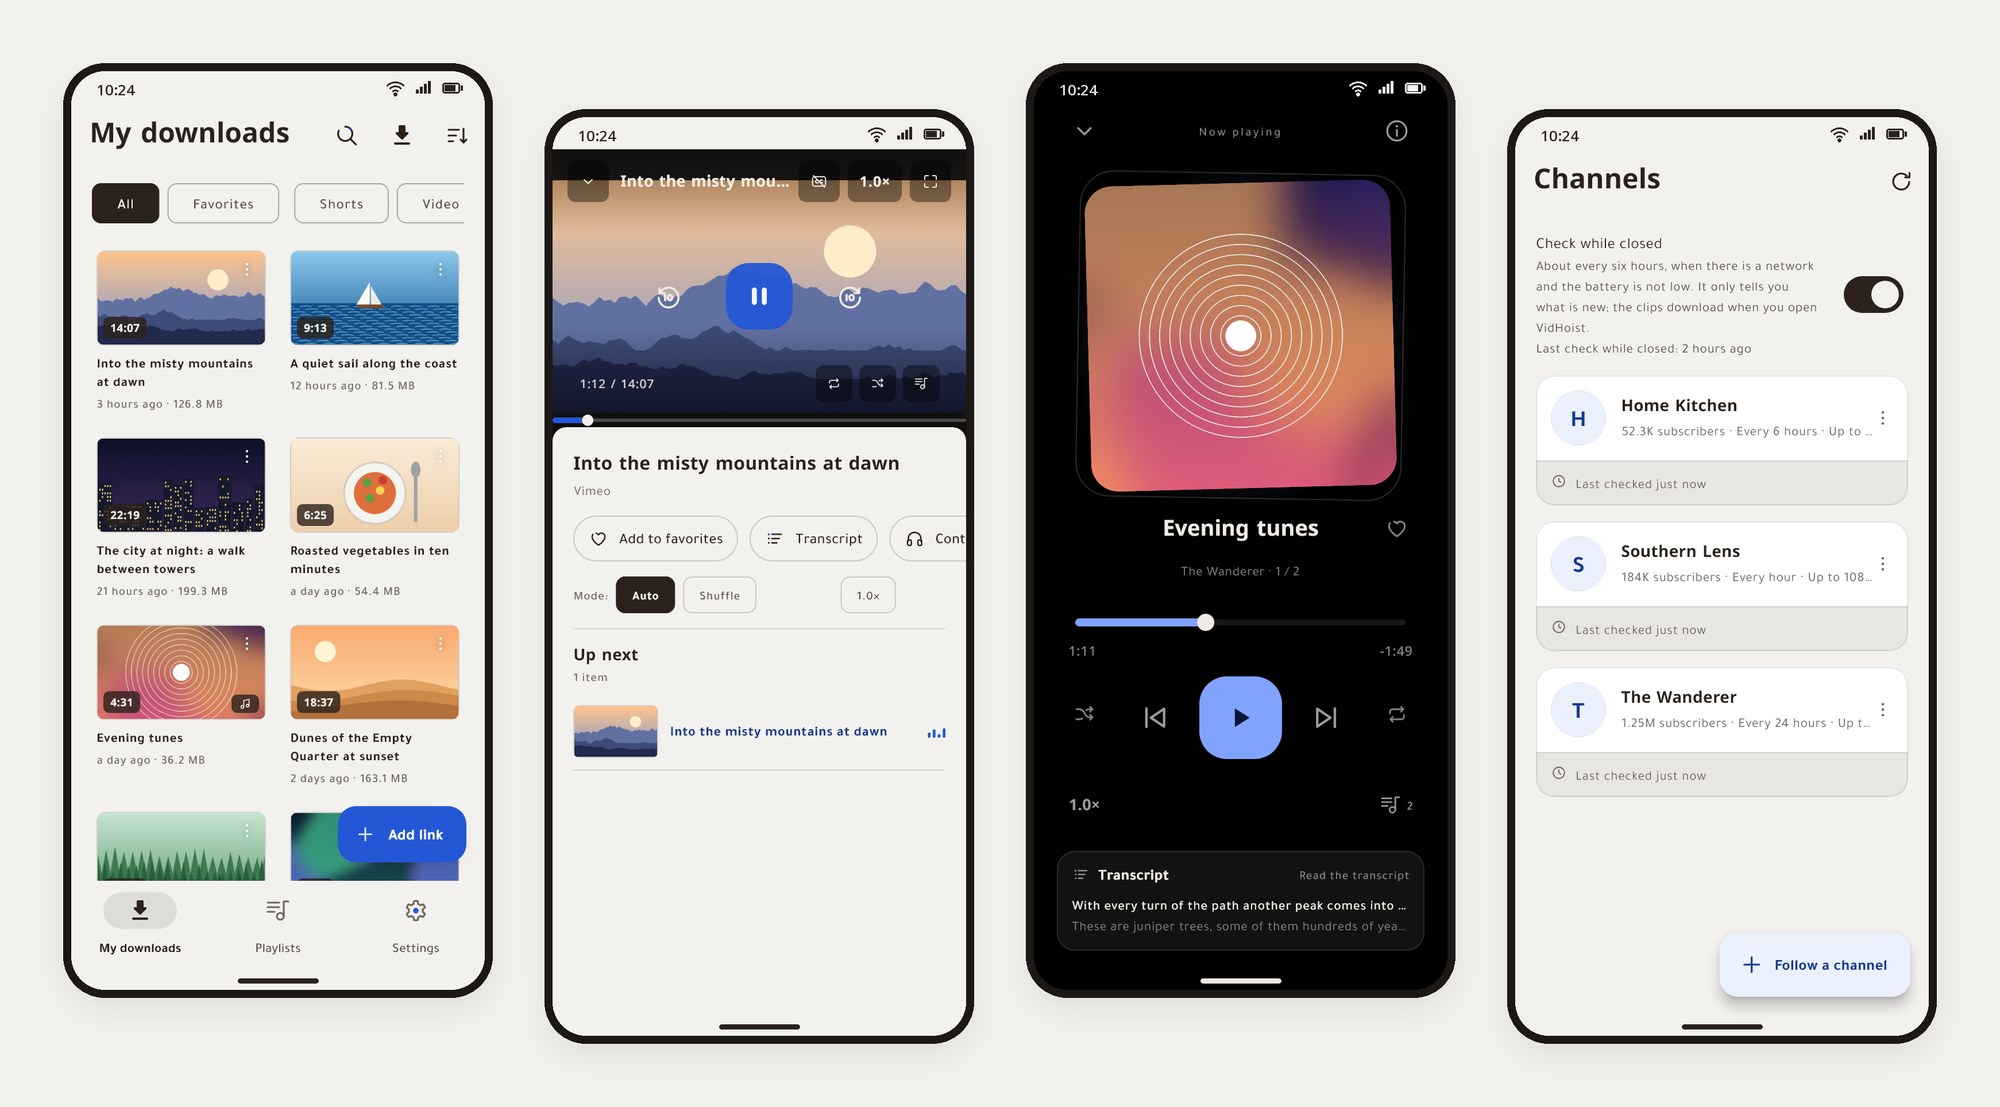 10:24
My downloads
All
Favorites
Shorts
Video
14:07
Into the misty mountains
at dawn
3 hours ago · 126.8 MB
9:13
A quiet sail along the coast
12 hours ago · 81.5 MB
22:19
The city at night: a walk
between towers
21 hours ago · 199.3 MB
6:25
Roasted vegetables in ten
minutes
a day ago · 54.4 MB
4:31
Evening tunes
a day ago · 36.2 MB
18:37
Dunes of the Empty
Quarter at sunset
2 days ago · 163.1 MB
Add link
My downloads
Playlists
Settings
10:24
Into the misty mou...
1.0×
10
10
1:12 / 14:07
Into the misty mountains at dawn
Vimeo
Add to favorites
Transcript
Cont
Mode:
Auto
Shuffle
1.0×
Up next
1 item
Into the misty mountains at dawn
10:24
Now playing
Evening tunes
The Wanderer · 1 / 2
1:11
-1:49
1.0×
2
Transcript
Read the transcript
With every turn of the path another peak comes into ...
These are juniper trees, some of them hundreds of yea...
10:24
Channels
Check while closed
About every six hours, when there is a network
and the battery is not low. It only tells you
what is new; the clips download when you open
VidHoist.
Last check while closed: 2 hours ago
H
Home Kitchen
52.3K subscribers · Every 6 hours · Up to ...
Last checked just now
S
Southern Lens
184K subscribers · Every hour · Up to 108...
Last checked just now
T
The Wanderer
1.25M subscribers · Every 24 hours · Up t...
Last checked just now
Follow a channel